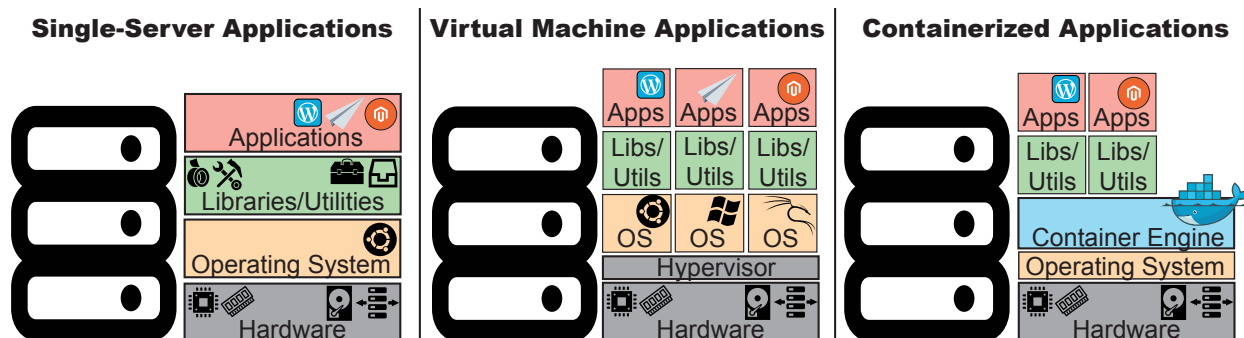 Single-Server Applications
Applications
Libraries/Utilities
Operating System
Hardware
Virtual Machine Applications
Apps Apps Apps
Libs/ Libs/ Libs/
Utils Utils Utils
OS OS OS
Hypervisor
Hardware
Containerized Applications
Apps Apps
Libs/ Libs/
Utils Utils
Container Engine
Operating System
Hardware